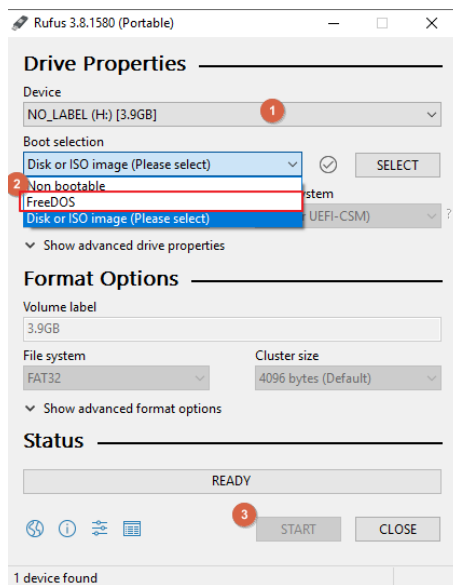 Rufus 3.8.1580 (Portable)
Drive Properties
Device
NO_LABEL (H:) [3.9GB]
1
Boot selection
Disk or ISO image (Please select)
SELECT
2
Non bootable
FreeDOS
Disk or ISO image (Please select)
stem
UEFI-CSM)
?
Show advanced drive properties
Format Options
Volume label
3.9GB
File system
Cluster size
FAT32
4096 bytes (Default)
Show advanced format options
Status
READY
3
START
CLOSE
1 device found